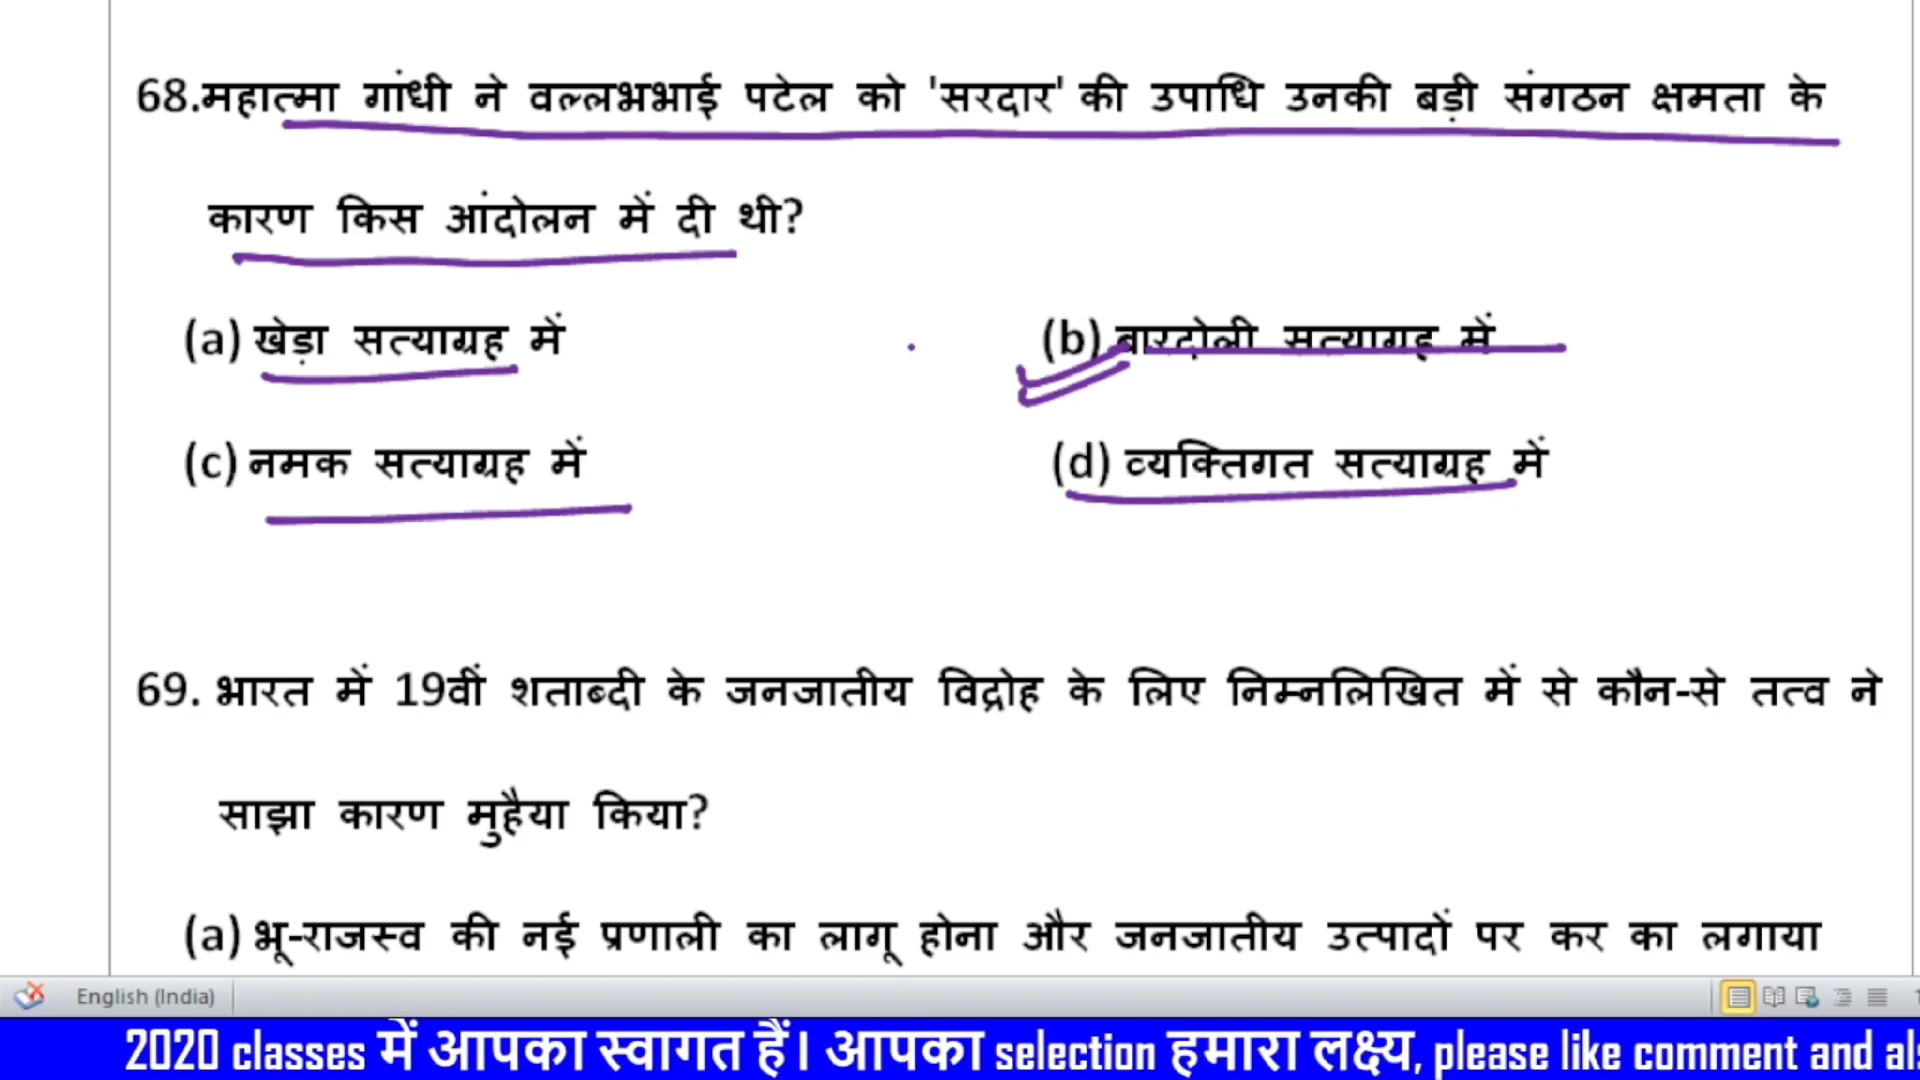 68.महात्मा गांधी ने वल्लभभाई पटेल को 'सरदार' की उपाधि उनकी बड़ी संगठन क्षमता के
कारण किस आंदोलन में दी थी?
(a) खेड़ा सत्याग्रह में
(b) बारदोली सत्याग्रह में
(c) नमक सत्याग्रह में
(d) व्यक्तिगत सत्याग्रह में
69. भारत में 19वीं शताब्दी के जनजातीय विद्रोह के लिए निम्नलिखित में से कौन-से तत्व ने
साझा कारण मुहैया किया?
(a) भू-राजस्व की नई प्रणाली का लागू होना और जनजातीय उत्पादों पर कर का लगाया
English (India)
2020 classes में आपका स्वागत हैं। आपका selection हमारा लक्ष्य, please like comment and